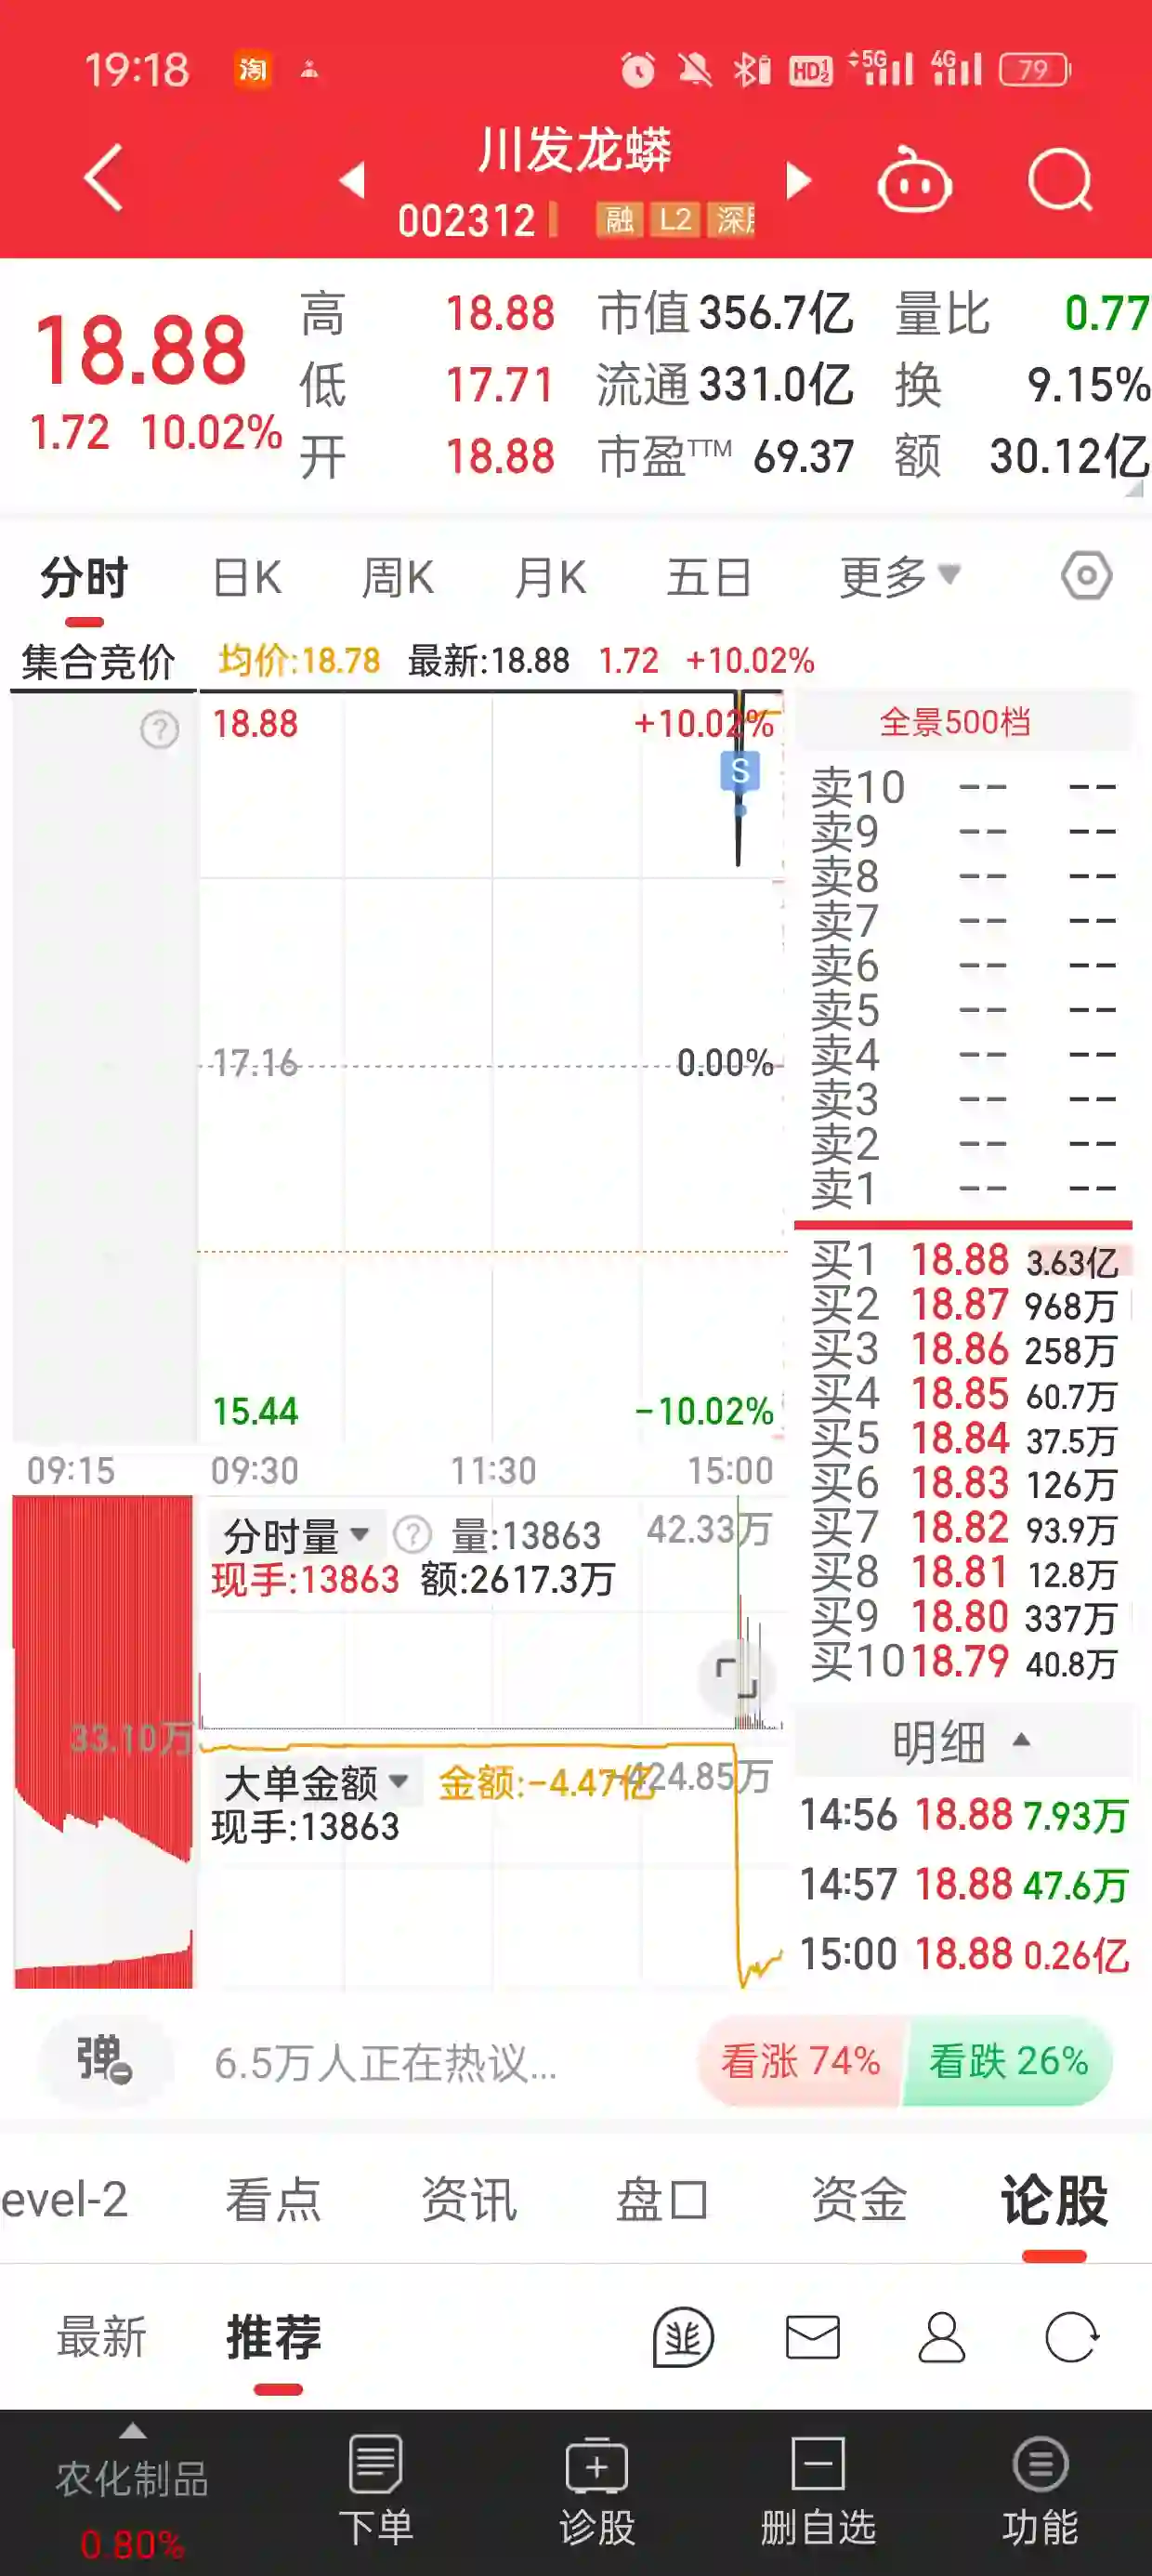 19:18 淘 HD 5G 4G 79
川发龙蟒
002312 融 L2 深
18.88
1.72 10.02%
高 18.88 市值 356.7亿 量比 0.77
低 17.71 流通 331.0亿 换 9.15%
开 18.88 市盈TTM 69.37 额 30.12亿
分时 日K 周K 月K 五日 更多
集合竞价 均价:18.78 最新:18.88 1.72 +10.02%
18.88 +10.02%
S
17.16 0.00%
15.44 -10.02%
09:15 09:30 11:30 15:00
分时量 ? 量:13863 42.33万
现手:13863 额:2617.3万
33.10万
大单金额 金额:-4.47亿 -424.85万
现手:13863
全景500档
卖10 -- --
卖9 -- --
卖8 -- --
卖7 -- --
卖6 -- --
卖5 -- --
卖4 -- --
卖3 -- --
卖2 -- --
卖1 -- --
买1 18.88 3.63亿
买2 18.87 968万
买3 18.86 258万
买4 18.85 60.7万
买5 18.84 37.5万
买6 18.83 126万
买7 18.82 93.9万
买8 18.81 12.8万
买9 18.80 337万
买10 18.79 40.8万
明细
14:56 18.88 7.93万
14:57 18.88 47.6万
15:00 18.88 0.26亿
弹 6.5万人正在热议... 看涨 74% 看跌 26%
evel-2 看点 资讯 盘口 资金 论股
最新 推荐
农化制品 下单 诊股 删自选 功能
0.80%